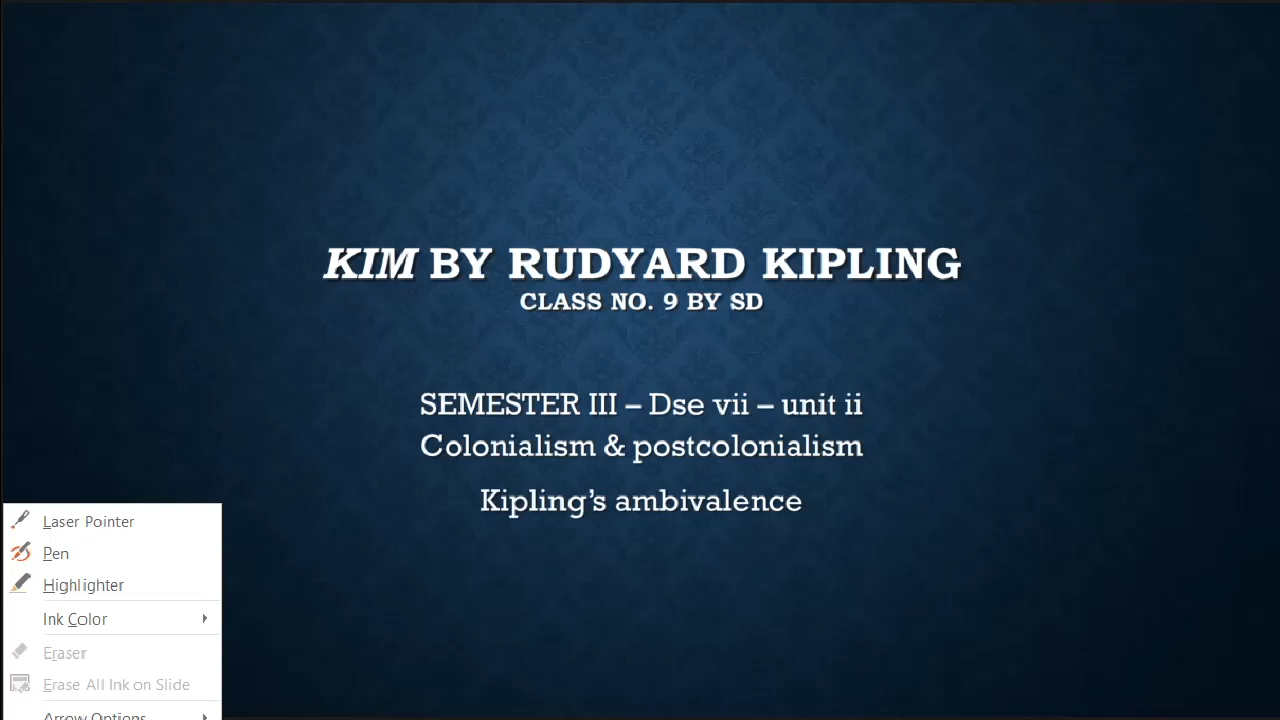 KIM BY RUDYARD KIPLING
CLASS NO. 9 BY SD
SEMESTER III – Dse vii – unit ii
Colonialism & postcolonialism
Kipling's ambivalence
Laser Pointer
Pen
Highlighter
Ink Color
Eraser
Erase All Ink on Slide
Arrow Options